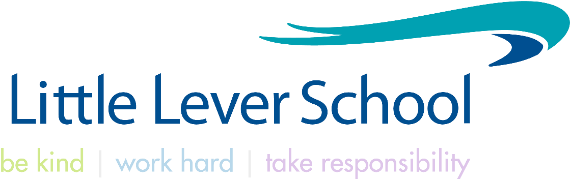 Little Lever School
be kind | work hard | take responsibility